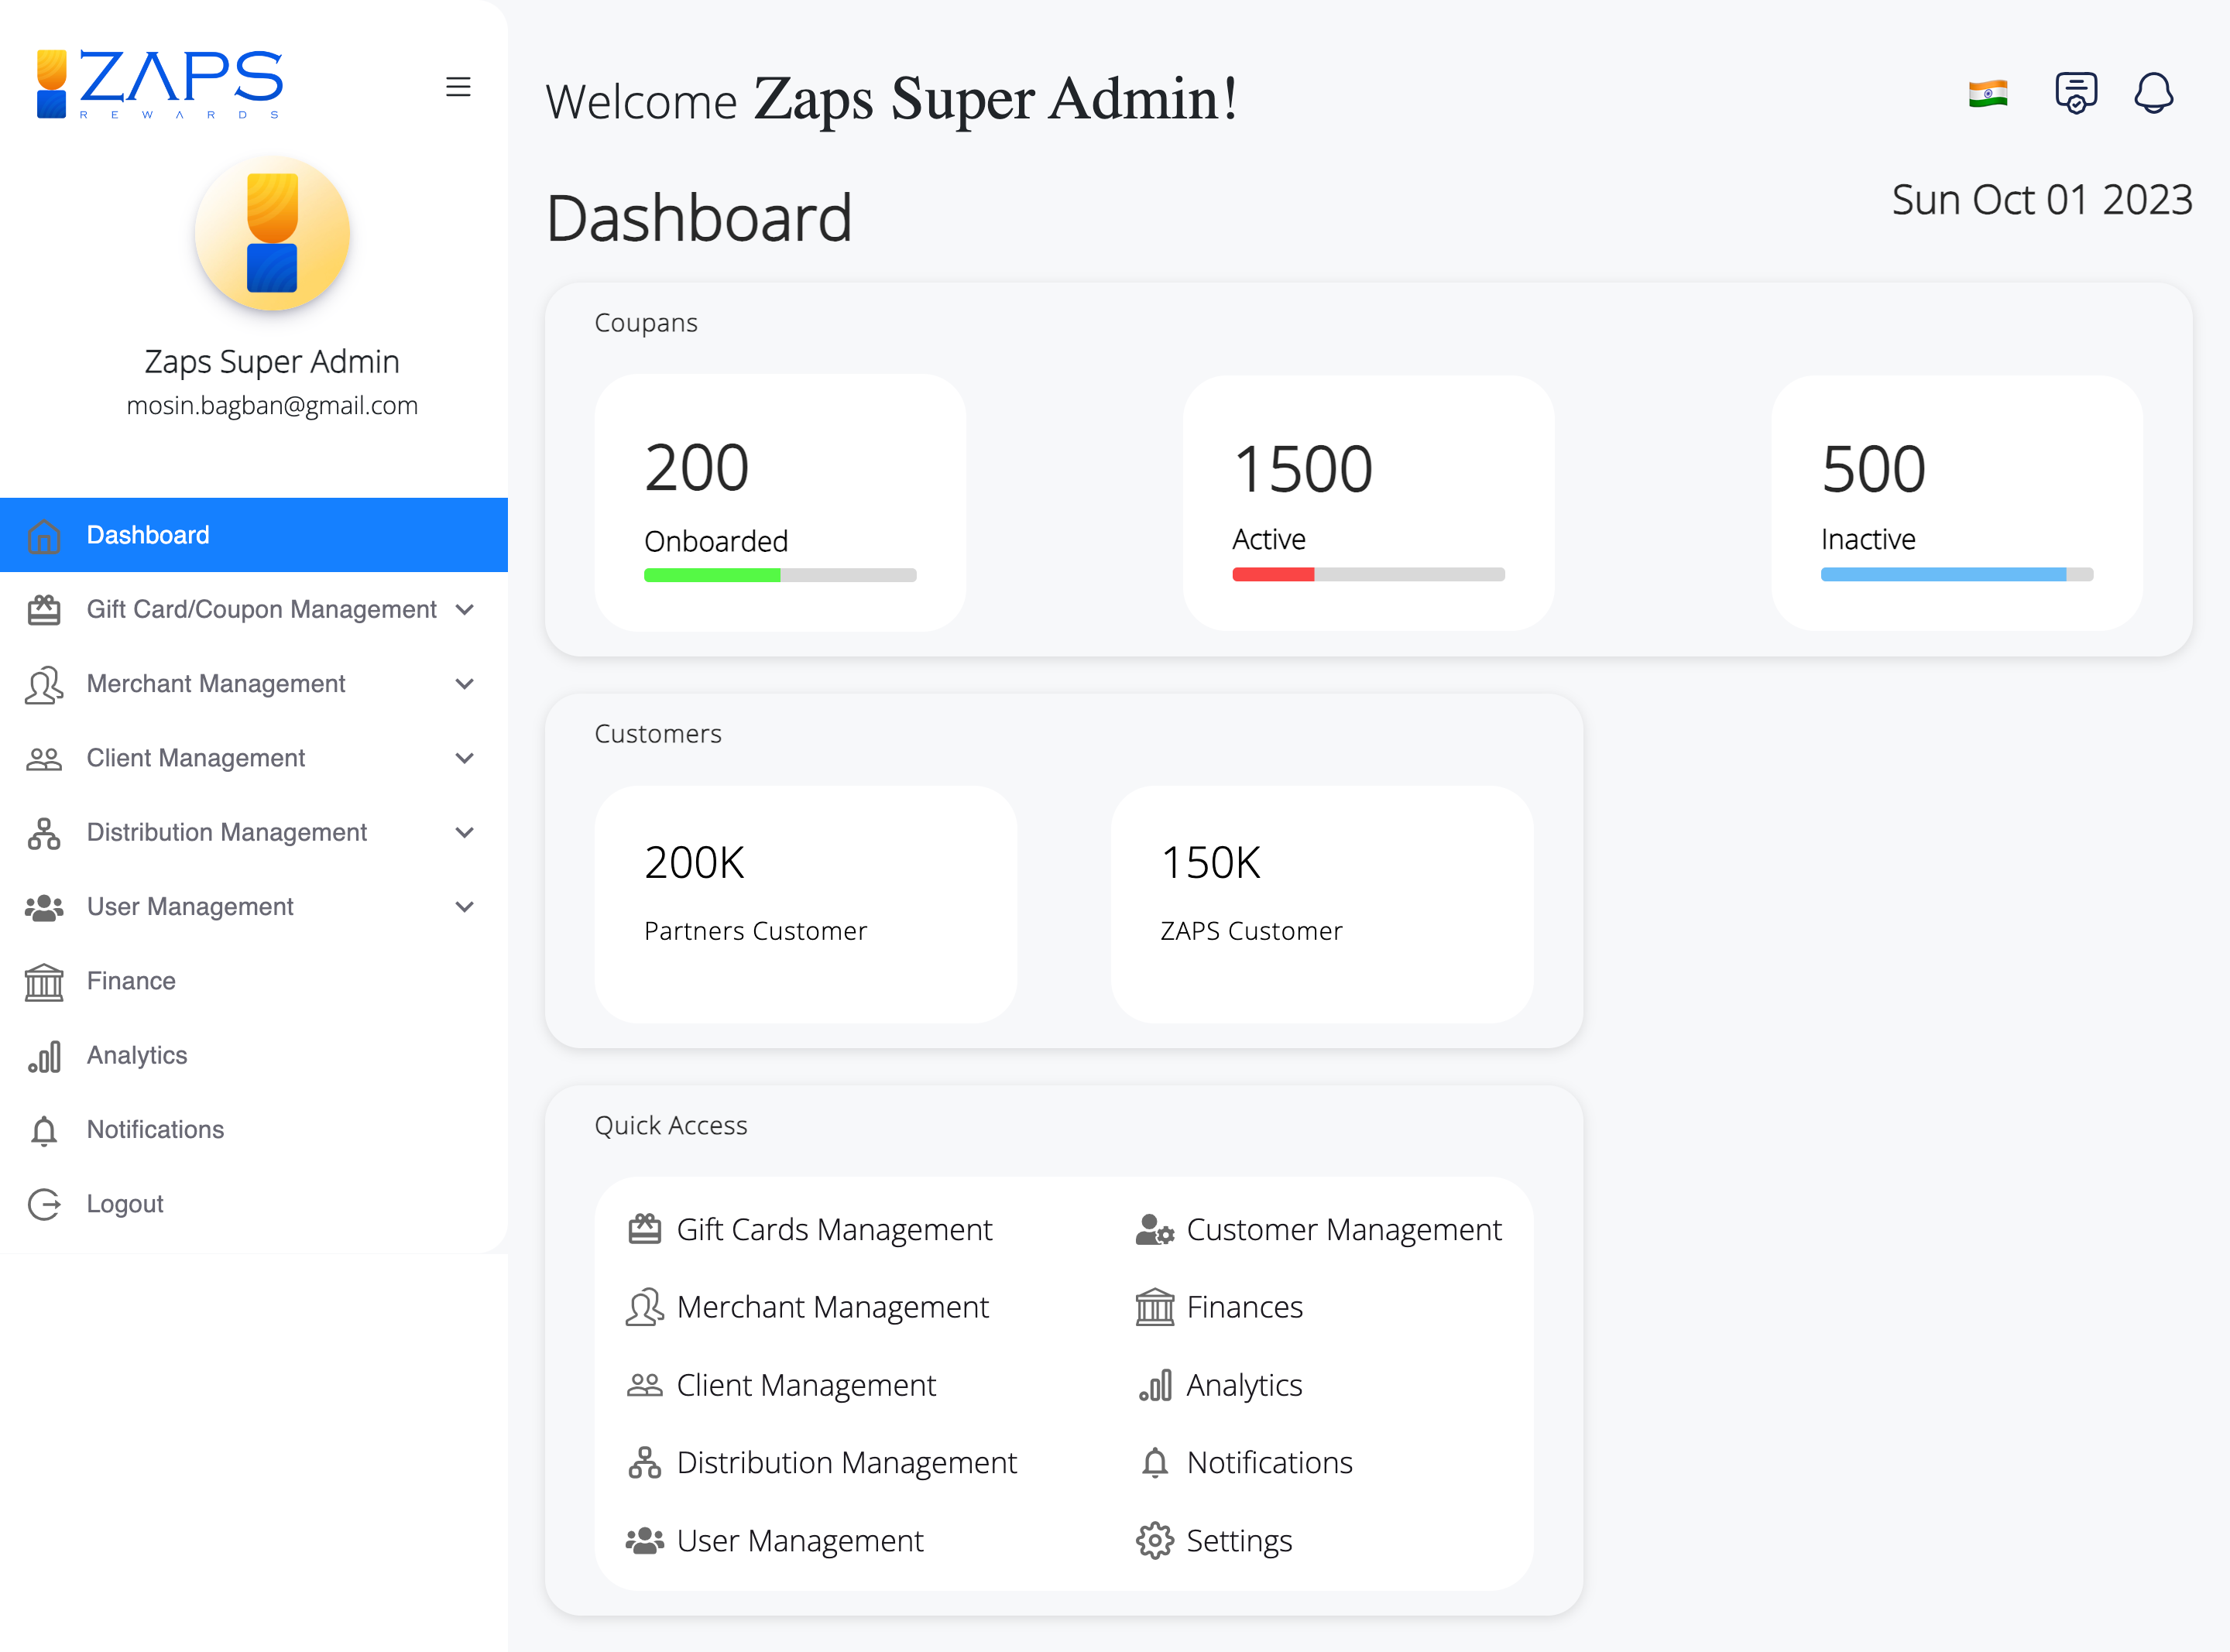 ZAPS
REWARDS
Zaps Super Admin
mosin.bagban@gmail.com
Dashboard
Gift Card/Coupon Management
Merchant Management
Client Management
Distribution Management
User Management
Finance
Analytics
Notifications
Logout
Welcome Zaps Super Admin!
Dashboard
Sun Oct 01 2023
Coupans
200
Onboarded
1500
Active
500
Inactive
Customers
200K
Partners Customer
150K
ZAPS Customer
Quick Access
Gift Cards Management
Customer Management
Merchant Management
Finances
Client Management
Analytics
Distribution Management
Notifications
User Management
Settings